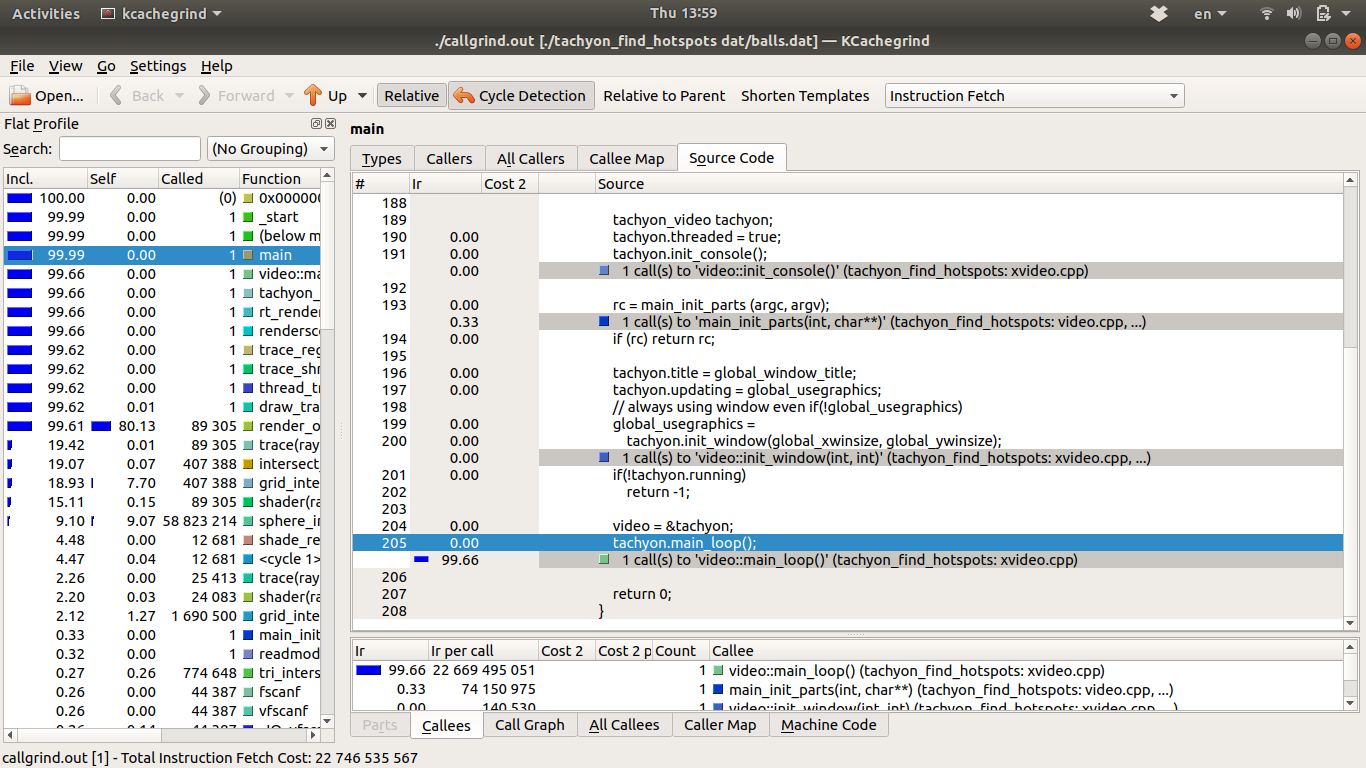 Activities kcachegrind Thu 13:59 en
./callgrind.out [./tachyon_find_hotspots dat/balls.dat] — KCachegrind
File View Go Settings Help
Open... Back Forward Up Relative Cycle Detection Relative to Parent Shorten Templates Instruction Fetch
Flat Profile
Search: (No Grouping)
Incl. Self Called Function
100.00 0.00 (0) 0x000000
99.99 0.00 1 _start
99.99 0.00 1 (below m
99.99 0.00 1 main
99.66 0.00 1 video::ma
99.66 0.00 1 tachyon_
99.66 0.00 1 rt_render
99.66 0.00 1 rendersc
99.62 0.00 1 trace_reg
99.62 0.00 1 trace_shr
99.62 0.00 1 thread_tr
99.62 0.01 1 draw_tra
99.61 80.13 89 305 render_o
19.42 0.01 89 305 trace(ray
19.07 0.07 407 388 intersect_
18.93 7.70 407 388 grid_inte
15.11 0.15 89 305 shader(ra
9.10 9.07 58 823 214 sphere_in
4.48 0.00 12 681 shade_re
4.47 0.04 12 681 <cycle 1>
2.26 0.00 25 413 trace(ray
2.20 0.03 24 083 shader(ra
2.12 1.27 1 690 500 grid_inte
0.33 0.00 1 main_init
0.32 0.00 1 readmod
0.27 0.26 774 648 tri_inters
0.26 0.00 44 387 fscanf
0.26 0.00 44 387 vfscanf
main
Types Callers All Callers Callee Map Source Code
# Ir Cost 2 Source
188
189 tachyon_video tachyon;
190 0.00 tachyon.threaded = true;
191 0.00 tachyon.init_console();
0.00 1 call(s) to 'video::init_console()' (tachyon_find_hotspots: xvideo.cpp)
192
193 0.00 rc = main_init_parts (argc, argv);
0.33 1 call(s) to 'main_init_parts(int, char**)' (tachyon_find_hotspots: video.cpp, ...)
194 0.00 if (rc) return rc;
195
196 0.00 tachyon.title = global_window_title;
197 0.00 tachyon.updating = global_usegraphics;
198 // always using window even if(!global_usegraphics)
199 0.00 global_usegraphics =
200 0.00 tachyon.init_window(global_xwinsize, global_ywinsize);
0.00 1 call(s) to 'video::init_window(int, int)' (tachyon_find_hotspots: xvideo.cpp, ...)
201 0.00 if(!tachyon.running)
202 return -1;
203
204 0.00 video = &tachyon;
205 0.00 tachyon.main_loop();
99.66 1 call(s) to 'video::main_loop()' (tachyon_find_hotspots: xvideo.cpp)
206
207 return 0;
208 }
Ir Ir per call Cost 2 Cost 2 p Count Callee
99.66 22 669 495 051 1 video::main_loop() (tachyon_find_hotspots: xvideo.cpp)
0.33 74 150 975 1 main_init_parts(int, char**) (tachyon_find_hotspots: video.cpp, ...)
0.00 140 530 1 video::init_window(int, int) (tachyon_find_hotspots: xvideo.cpp, ...)
Parts Callees Call Graph All Callees Caller Map Machine Code
callgrind.out [1] - Total Instruction Fetch Cost: 22 746 535 567